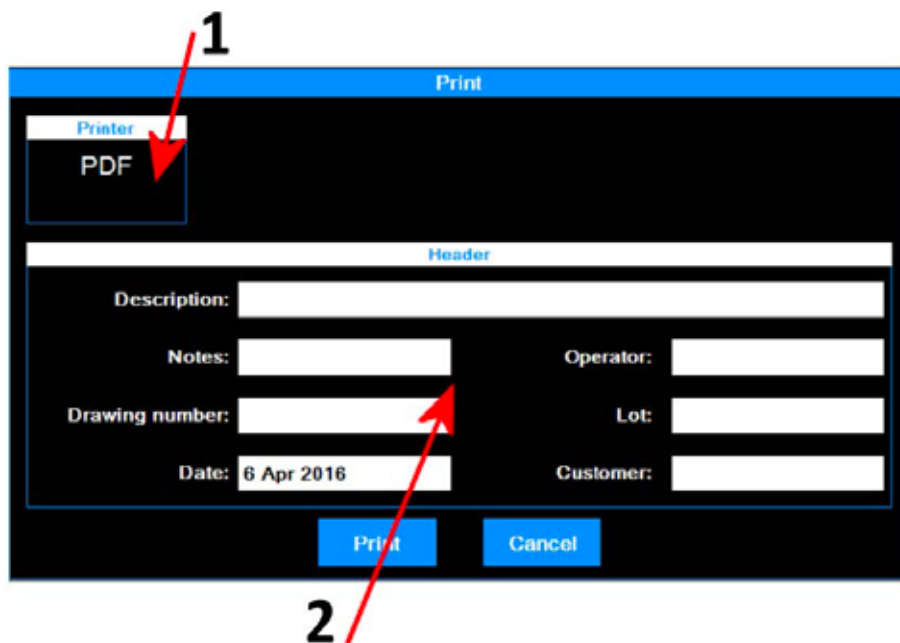 1
Print
Printer
PDF
Header
Description:
Notes:
Operator:
Drawing number:
Lot:
Date: 6 Apr 2016
Customer:
Print
Cancel
2